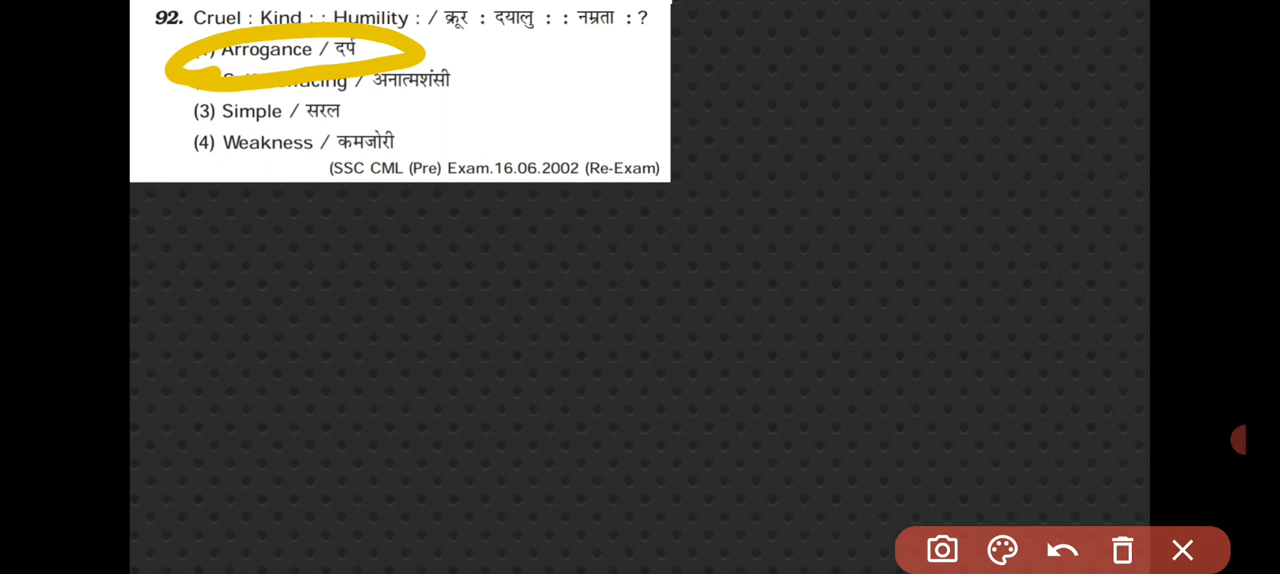 92. Cruel : Kind : : Humility : / क्रूर : दयालु : : नम्रता : ?
(1) Arrogance / दर्प
/ अनात्मशंसी
(3) Simple / सरल
(4) Weakness / कमजोरी
(SSC CML (Pre) Exam.16.06.2002 (Re-Exam)